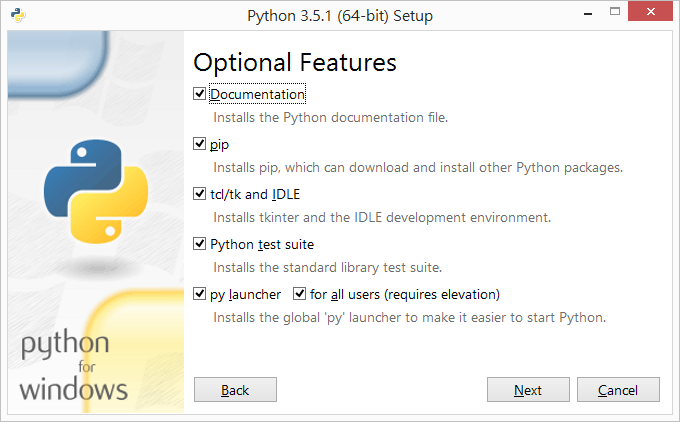 Python 3.5.1 (64-bit) Setup
Optional Features
Documentation
Installs the Python documentation file.
pip
Installs pip, which can download and install other Python packages.
tcl/tk and IDLE
Installs tkinter and the IDLE development environment.
Python test suite
Installs the standard library test suite.
py launcher for all users (requires elevation)
Installs the global 'py' launcher to make it easier to start Python.
python
for
windows
Back Next Cancel